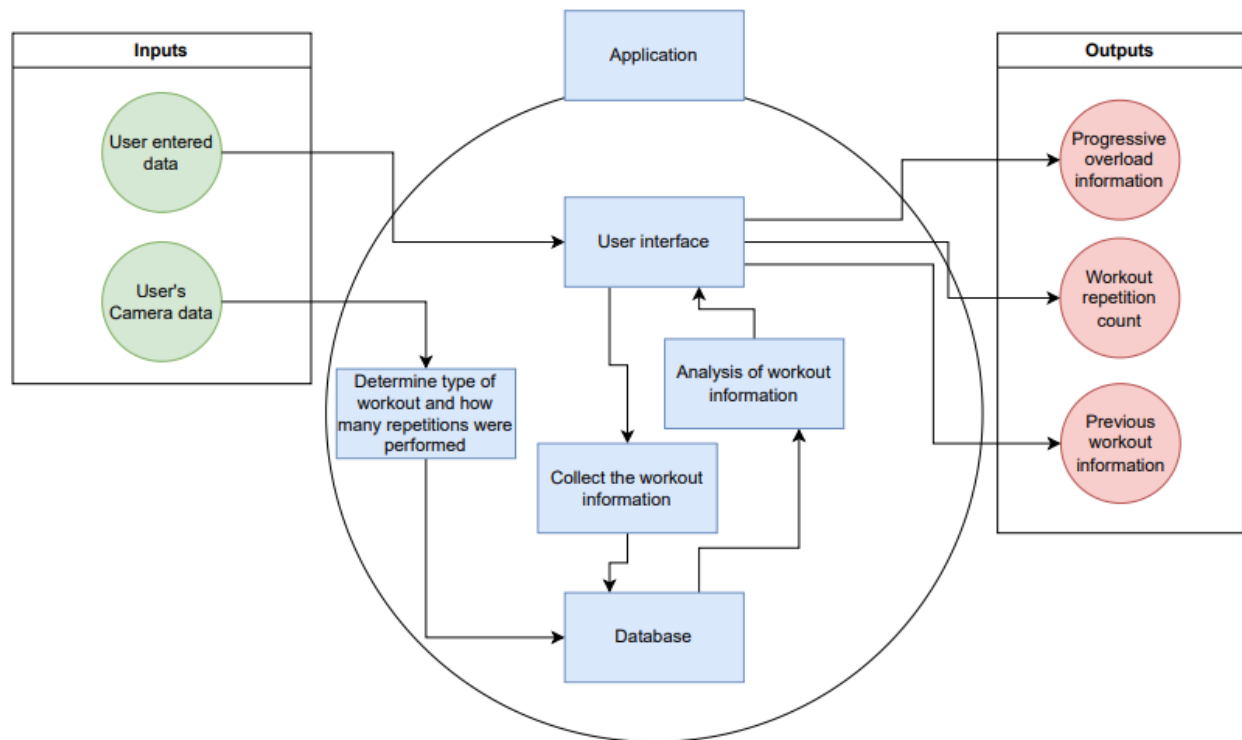 Inputs
User entered
data
User's
Camera data
Application
User interface
Determine type of
workout and how
many repetitions were
performed
Analysis of workout
information
Collect the workout
information
Database
Outputs
Progressive
overload
information
Workout
repetition
count
Previous
workout
information